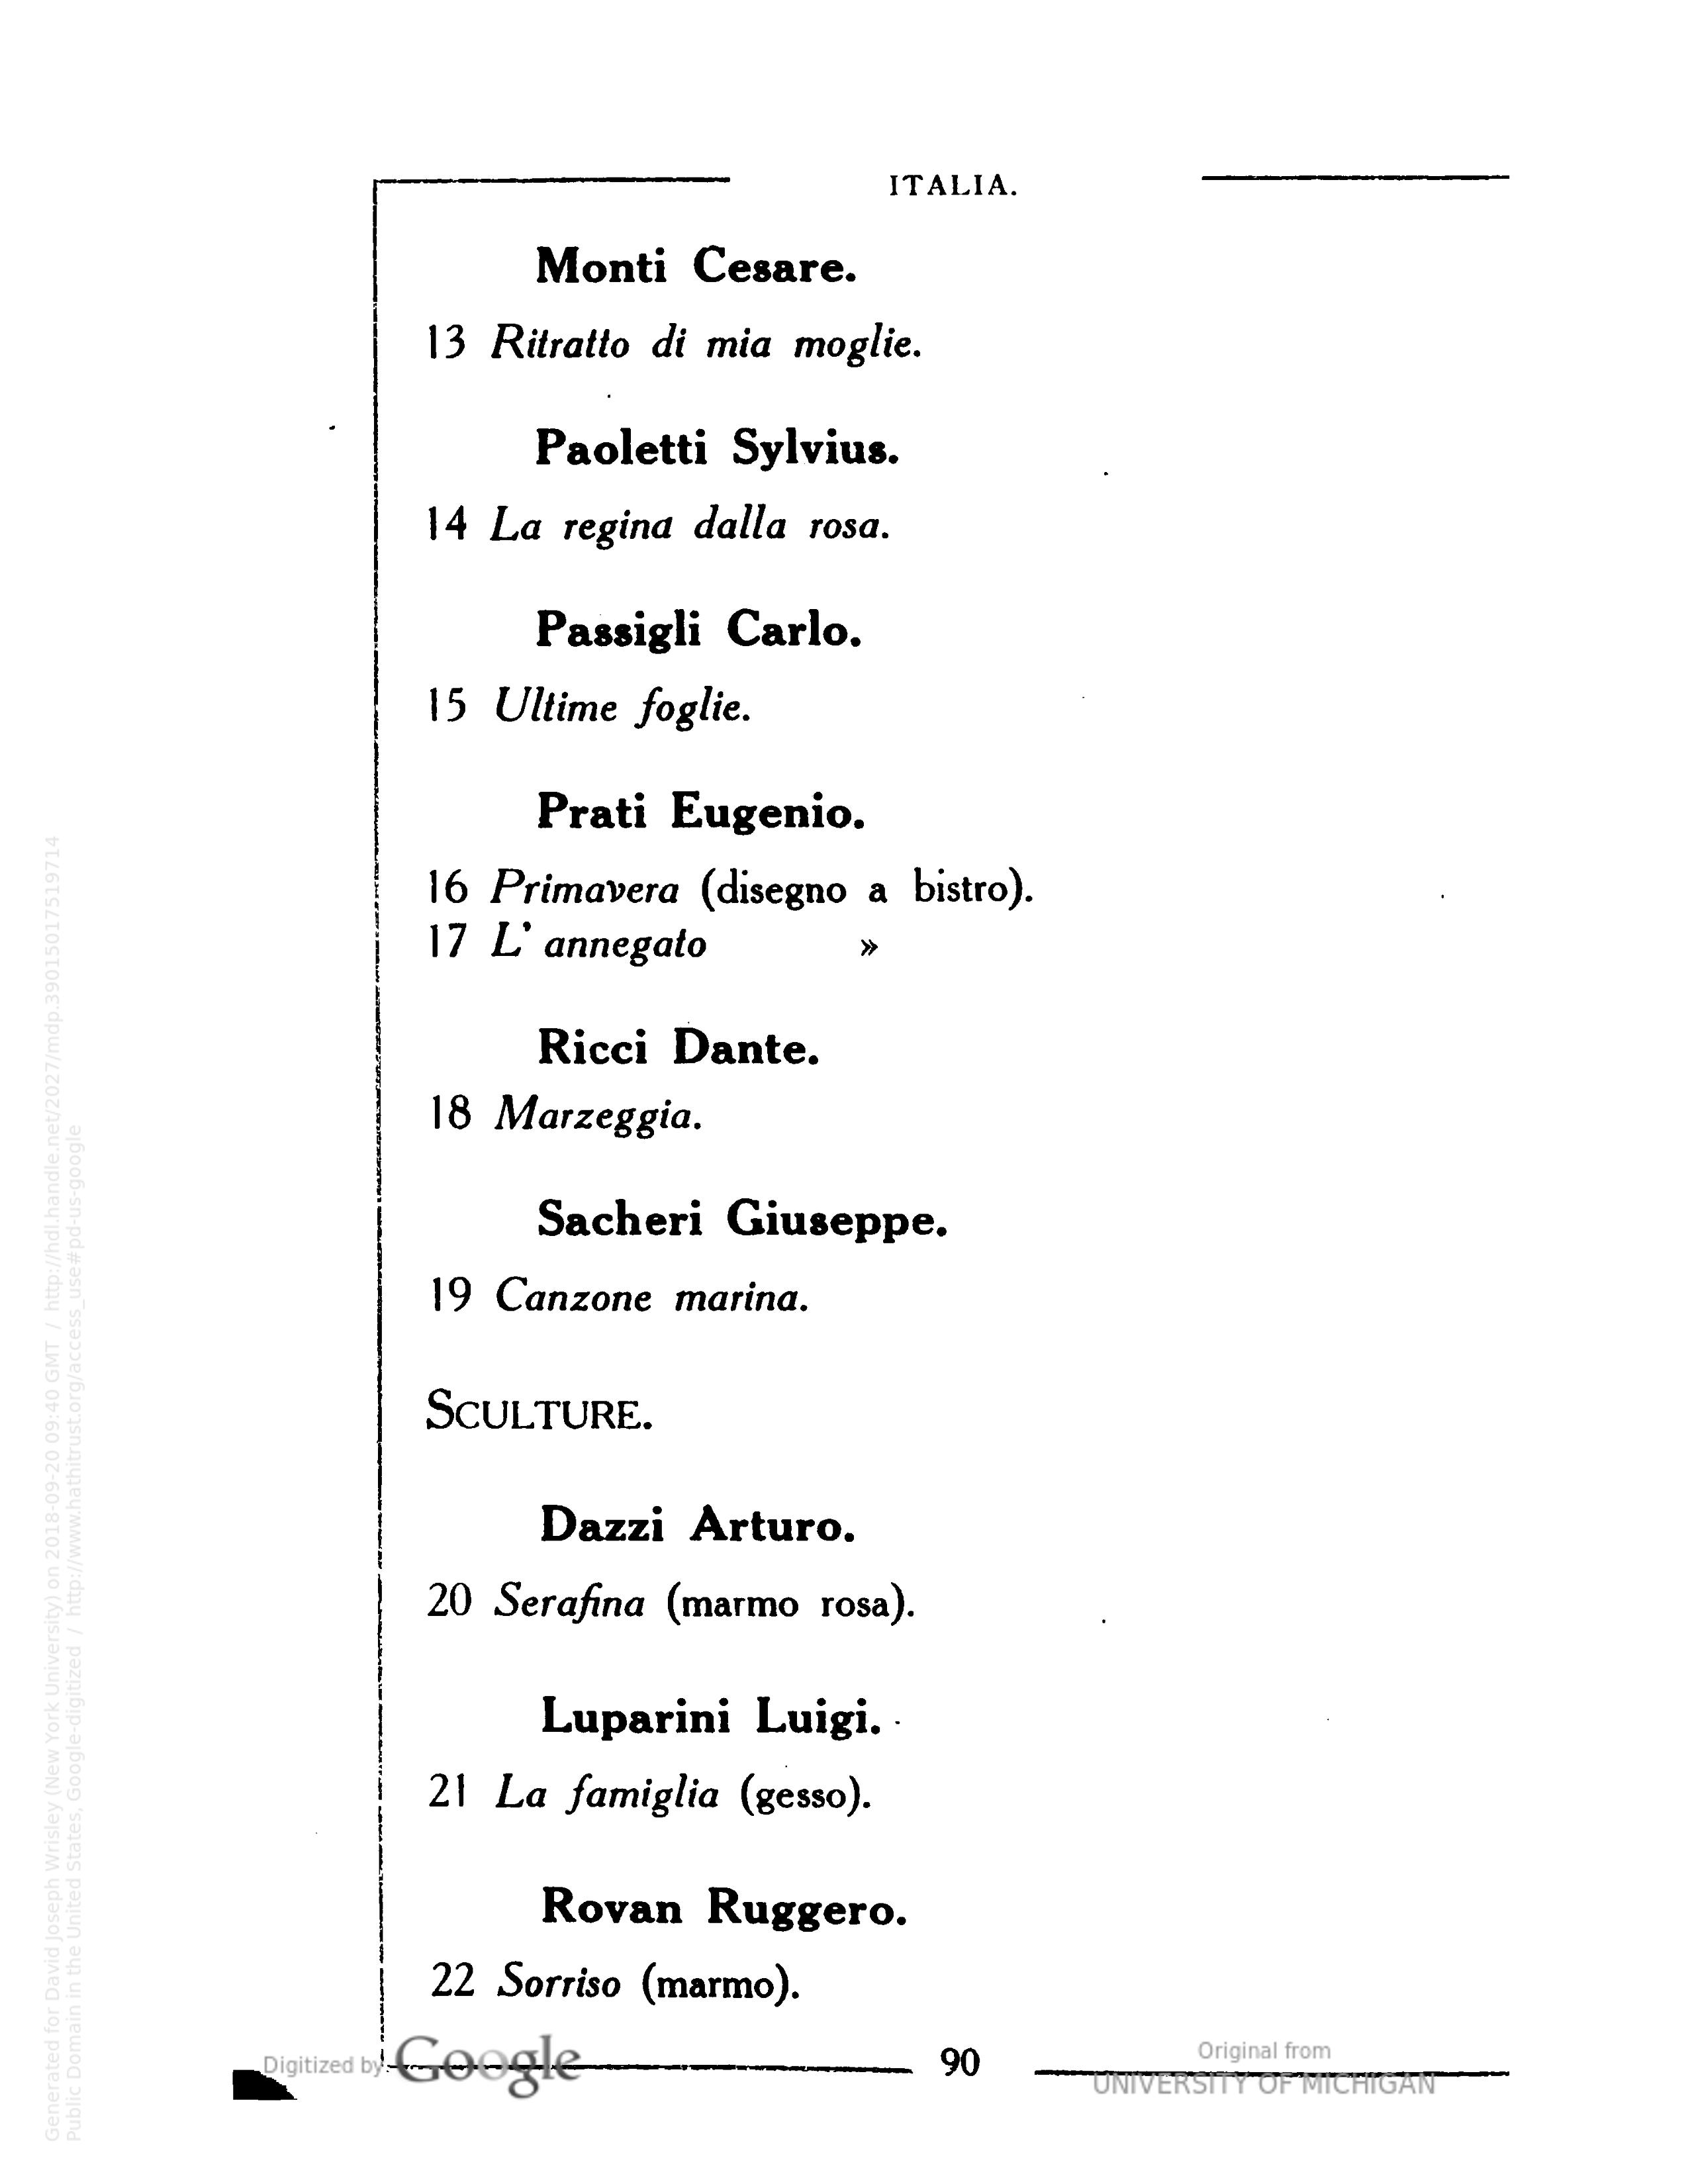 ITALIA.
Monti Cesare.
13 Ritratto di mia moglie.
Paoletti Sylvius.
14 La regina dalla rosa.
Passigli Carlo.
15 Ultime foglie.
Prati Eugenio.
16 Primavera (disegno a bistro).
17 L' annegato »
Ricci Dante.
18 Marzeggia.
Sacheri Giuseppe.
19 Canzone marina.
SCULTURE.
Dazzi Arturo.
20 Serafina (marmo rosa).
Luparini Luigi.
21 La famiglia (gesso).
Rovan Ruggero.
22 Sorriso (marmo).
90
Digitized by Google
Original from
UNIVERSITY OF MICHIGAN
Generated for David Joseph Wrisley (New York University) on 2018-09-20 09:40 GMT / http://hdl.handle.net/2027/mdp.39015017519714
Public Domain in the United States, Google-digitized / http://www.hathitrust.org/access_use#pd-us-google